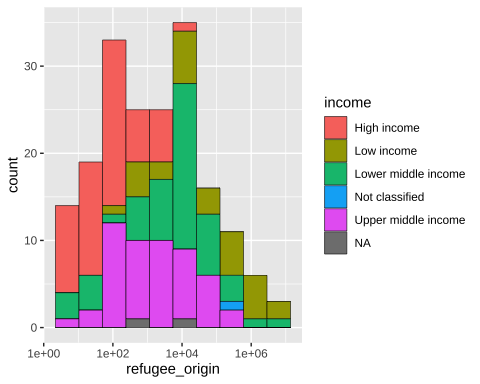 count
30
20
10
0
1e+00
1e+02
1e+04
1e+06
refugee_origin
income
High income
Low income
Lower middle income
Not classified
Upper middle income
NA